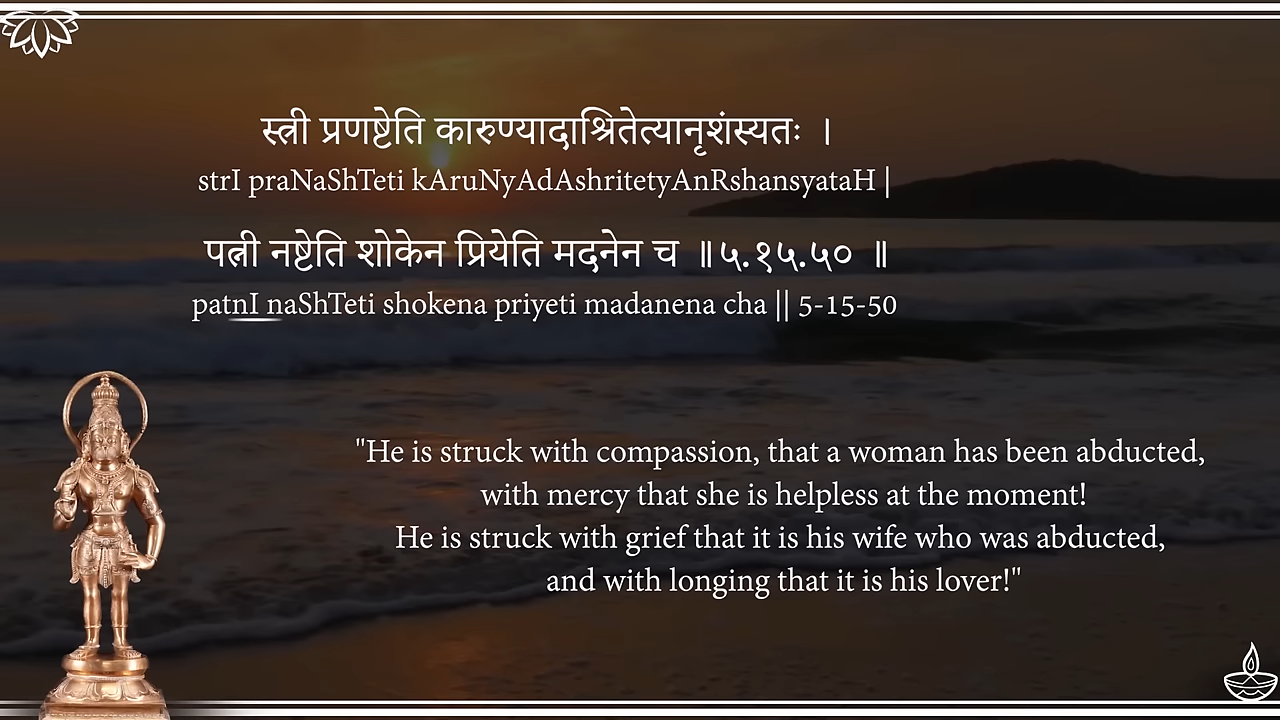 स्त्री प्रणष्टेति कारुण्यादाश्रितेत्यानृशंस्यतः ।
strI praNaShTeti kAruNyAdAshritetyAnRshansyataH |
पत्नी नष्टेति शोकेन प्रियेति मदनेन च ॥५.१५.५० ॥
patnI naShTeti shokena priyeti madanena cha || 5-15-50
"He is struck with compassion, that a woman has been abducted,
with mercy that she is helpless at the moment!
He is struck with grief that it is his wife who was abducted,
and with longing that it is his lover!"